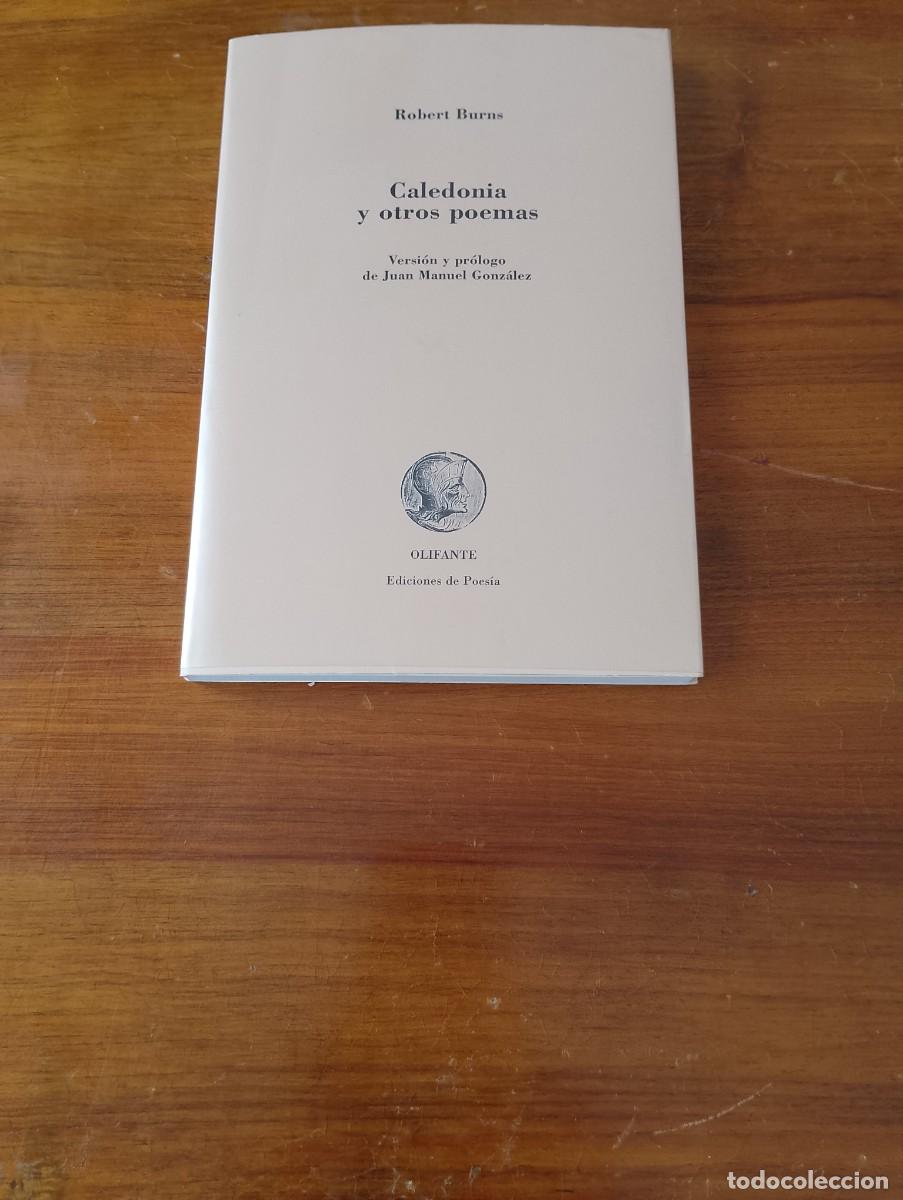 Robert Burns
Caledonia
y otros poemas
Versión y prólogo
de Juan Manuel González
OLIFANTE
Ediciones de Poesía
todocoleccion